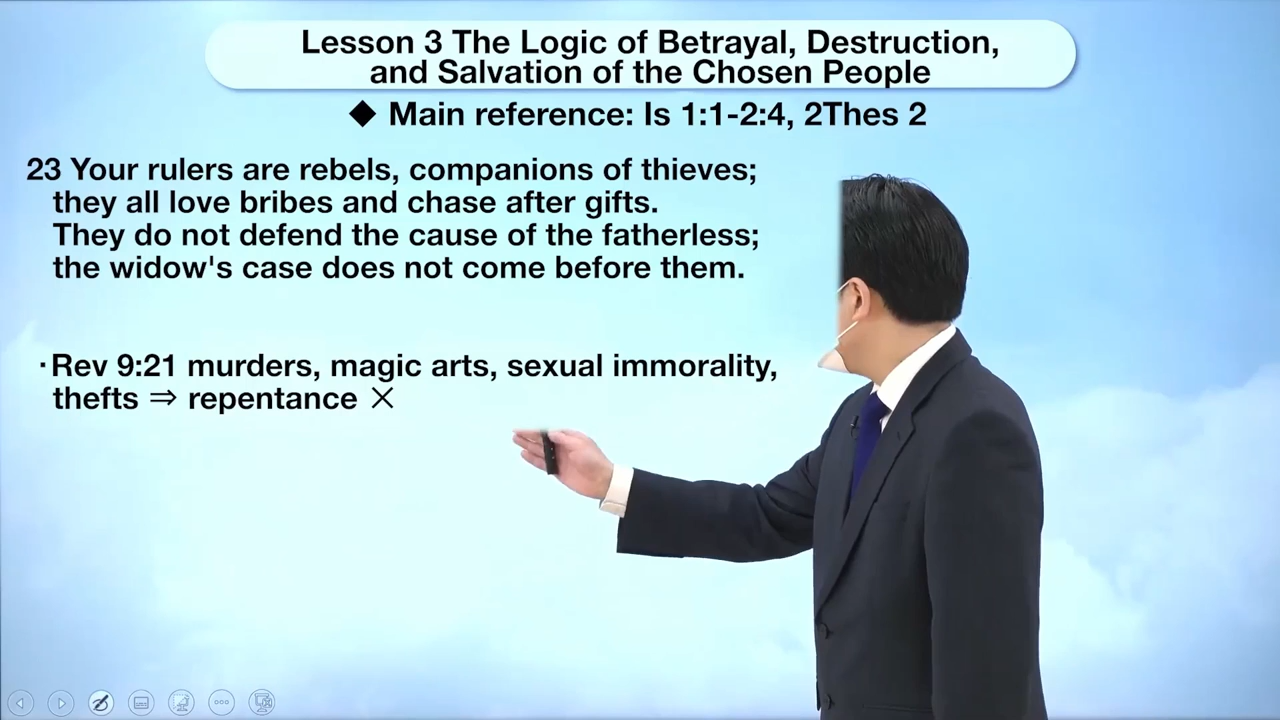 Lesson 3 The Logic of Betrayal, Destruction,
and Salvation of the Chosen People
◆ Main reference: Is 1:1-2:4, 2Thes 2
23 Your rulers are rebels, companions of thieves;
they all love bribes and chase after gifts.
They do not defend the cause of the fatherless;
the widow's case does not come before them.
·Rev 9:21 murders, magic arts, sexual immorality,
thefts ⇒ repentance ×